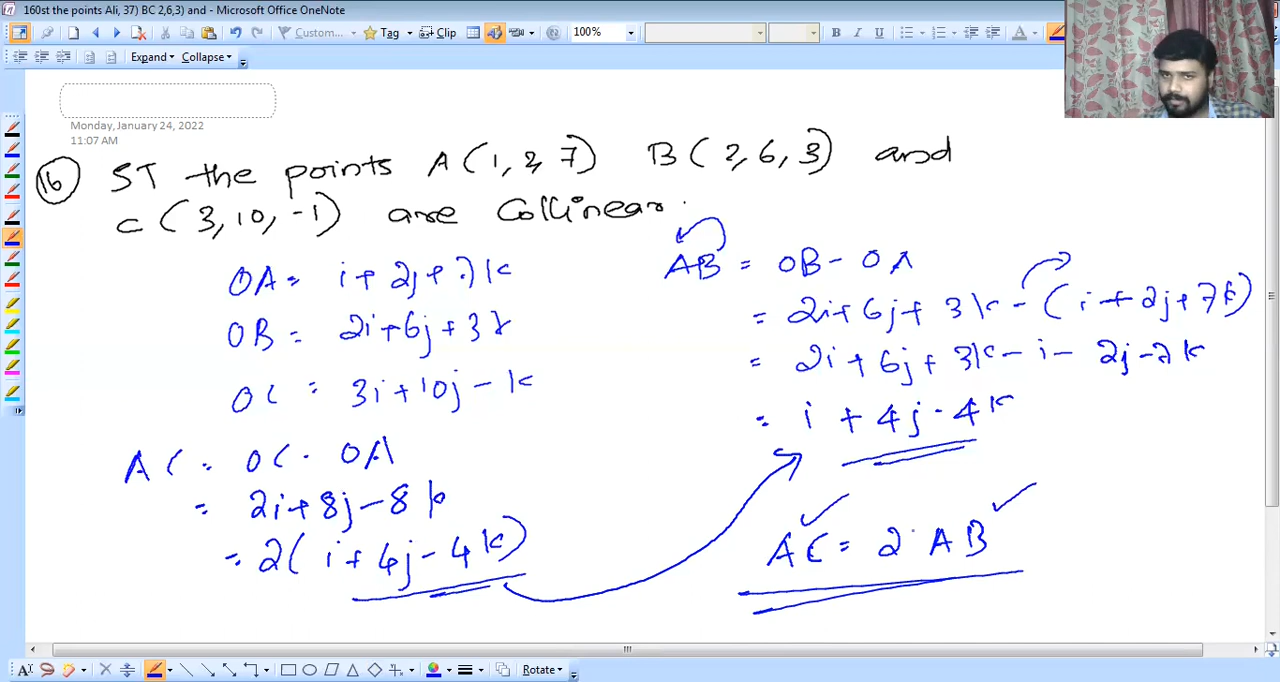 160st the points Ali, 37) BC 2,6,3) and - Microsoft Office OneNote
Custom... Tag Clip 100% B I U A
Expand Collapse
Monday, January 24, 2022
11:07 AM
16 ST the points A(1,2,7) B(2,6,3) and
C(3,10,-1) are Collinear.
OA = i+2j+7k
OB = 2i+6j+3k
OC = 3i+10j-k
AC = OC - OA
= 2i+8j-8k
= 2(i+4j-4k)
AB = OB - OA
= 2i+6j+3k-(i+2j+7k)
= 2i+6j+3k-i-2j-7k
= i+4j-4k
AC = 2 AB
Rotate